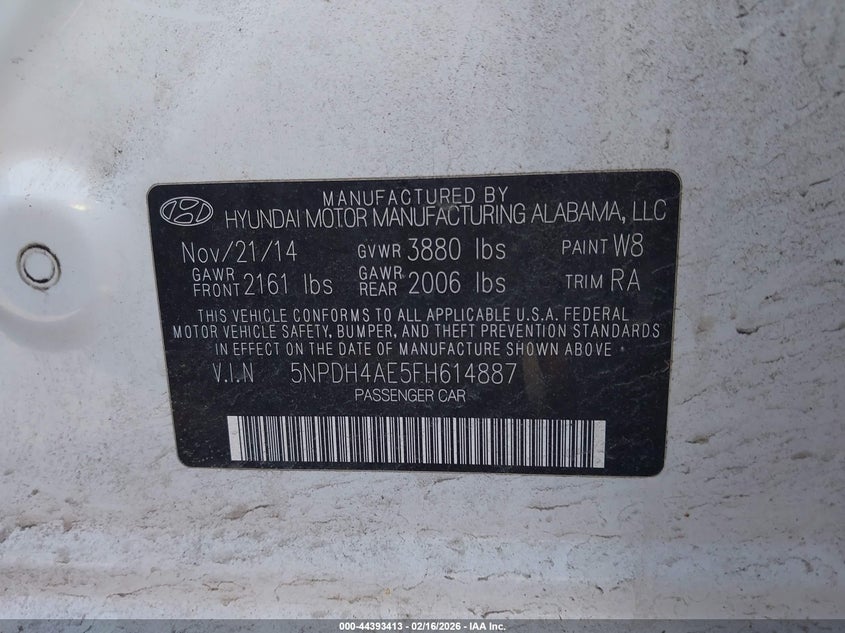 MANUFACTURED BY
HYUNDAI MOTOR MANUFACTURING ALABAMA, LLC
Nov/21/14 GVWR 3880 lbs PAINT W8
GAWR FRONT 2161 lbs GAWR REAR 2006 lbs TRIM RA
THIS VEHICLE CONFORMS TO ALL APPLICABLE U.S.A. FEDERAL
MOTOR VEHICLE SAFETY, BUMPER, AND THEFT PREVENTION STANDARDS
IN EFFECT ON THE DATE OF MANUFACTURE SHOWN ABOVE.
V.I.N 5NPDH4AE5FH614887
PASSENGER CAR
000-44393413 - 02/16/2026 - IAA Inc.